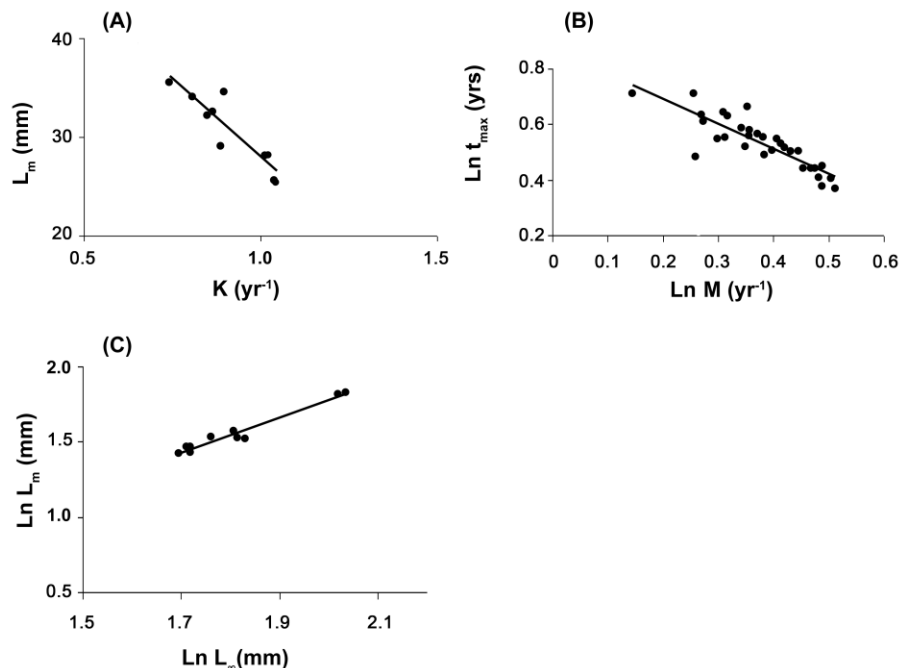 (A)
40
30
20
L_m (mm)
0.5 1.0 1.5
K (yr⁻¹)
(B)
0.8
0.6
0.4
0.2
Ln t_max (yrs)
0 0.1 0.2 0.3 0.4 0.5 0.6
Ln M (yr⁻¹)
(C)
2.0
1.5
1.0
0.5
Ln L_m (mm)
1.5 1.7 1.9 2.1
Ln L_∞(mm)